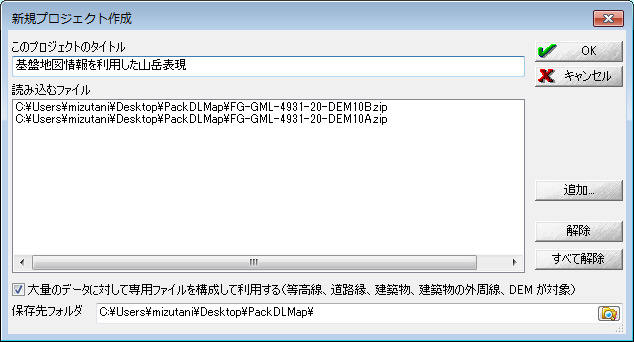 新規プロジェクト作成
このプロジェクトのタイトル
基盤地図情報を利用した山岳表現
OK
キャンセル
読み込むファイル
C:¥Users¥mizutani¥Desktop¥PackDLMap¥FG-GML-4931-20-DEM10B.zip
C:¥Users¥mizutani¥Desktop¥PackDLMap¥FG-GML-4931-20-DEM10A.zip
追加...
解除
すべて解除
大量のデータに対して専用ファイルを構成して利用する(等高線、道路縁、建築物、建築物の外周線、DEM が対象)
保存先フォルダ C:¥Users¥mizutani¥Desktop¥PackDLMap¥